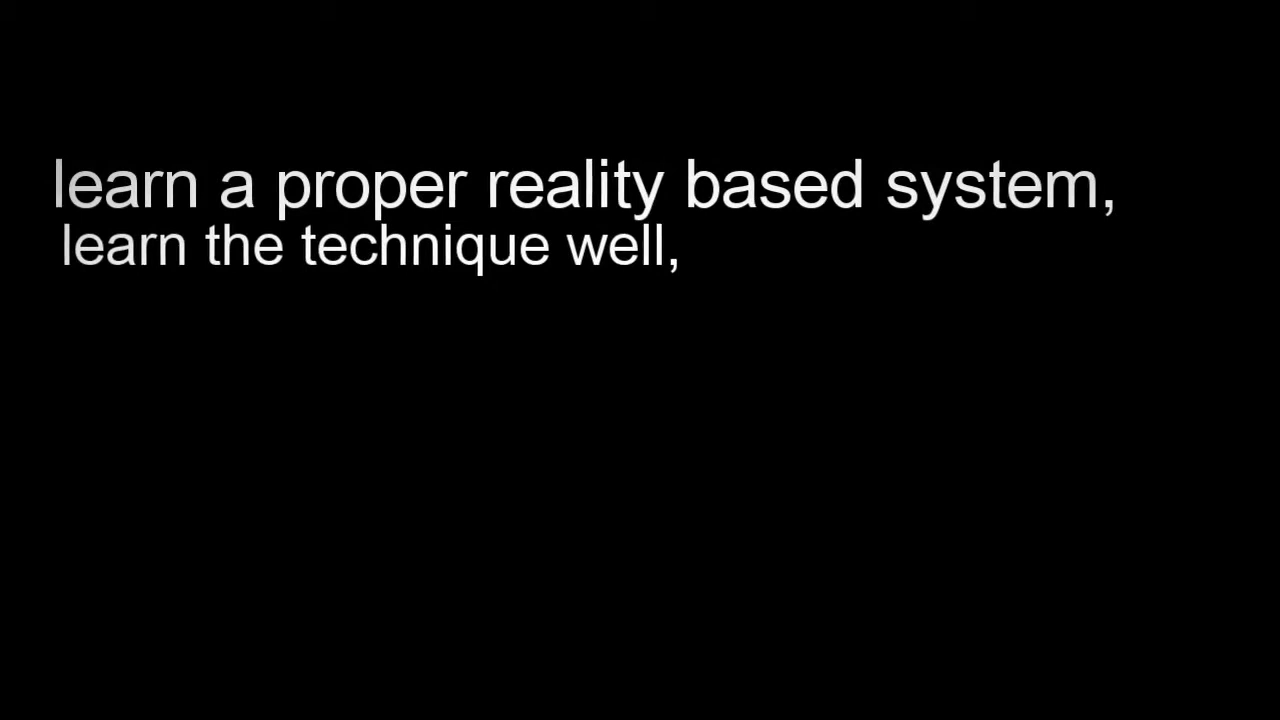 learn a proper reality based system,
learn the technique well,